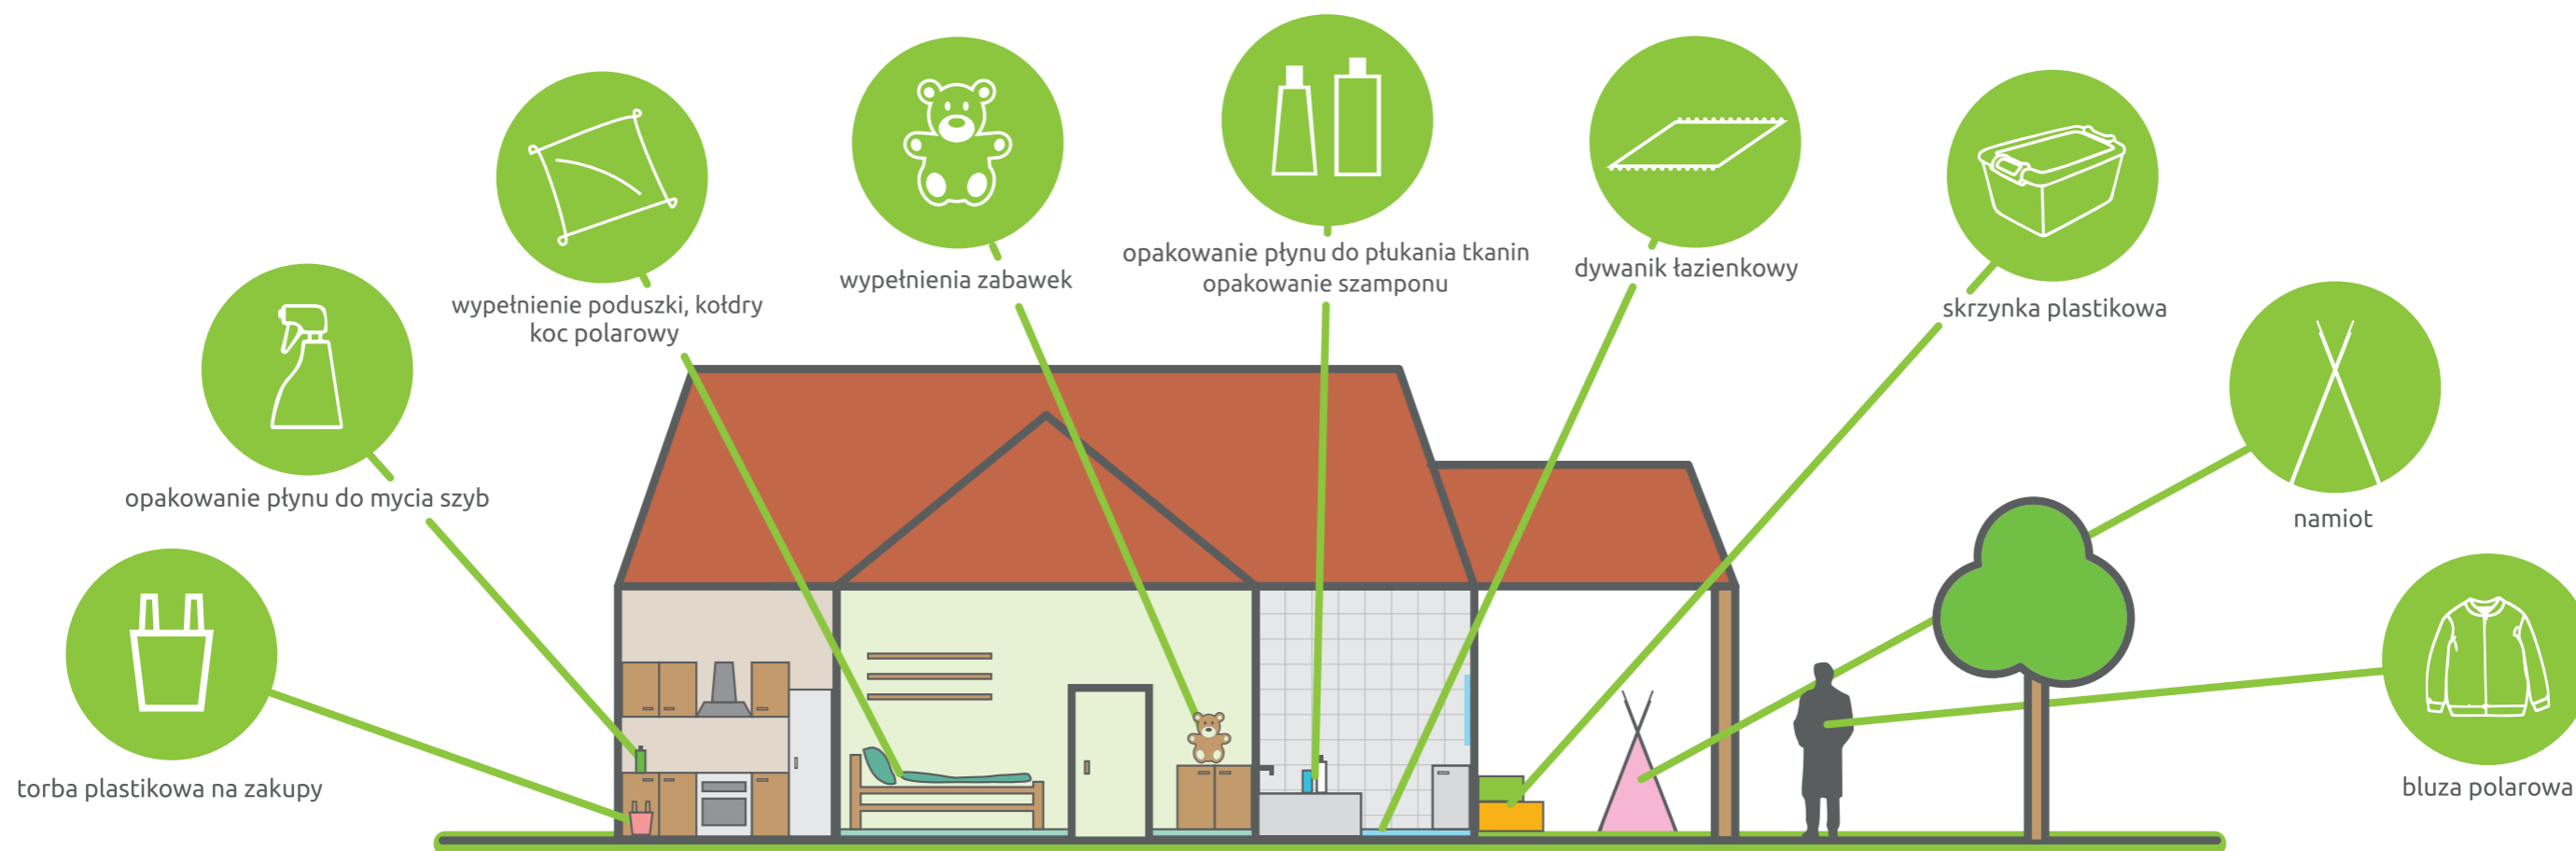 torba plastikowa na zakupy
opakowanie płynu do mycia szyb
wypełnienie poduszki, kołdry
koc polarowy
wypełnienia zabawek
opakowanie płynu do płukania tkanin
opakowanie szamponu
dywanik łazienkowy
skrzynka plastikowa
namiot
bluza polarowa